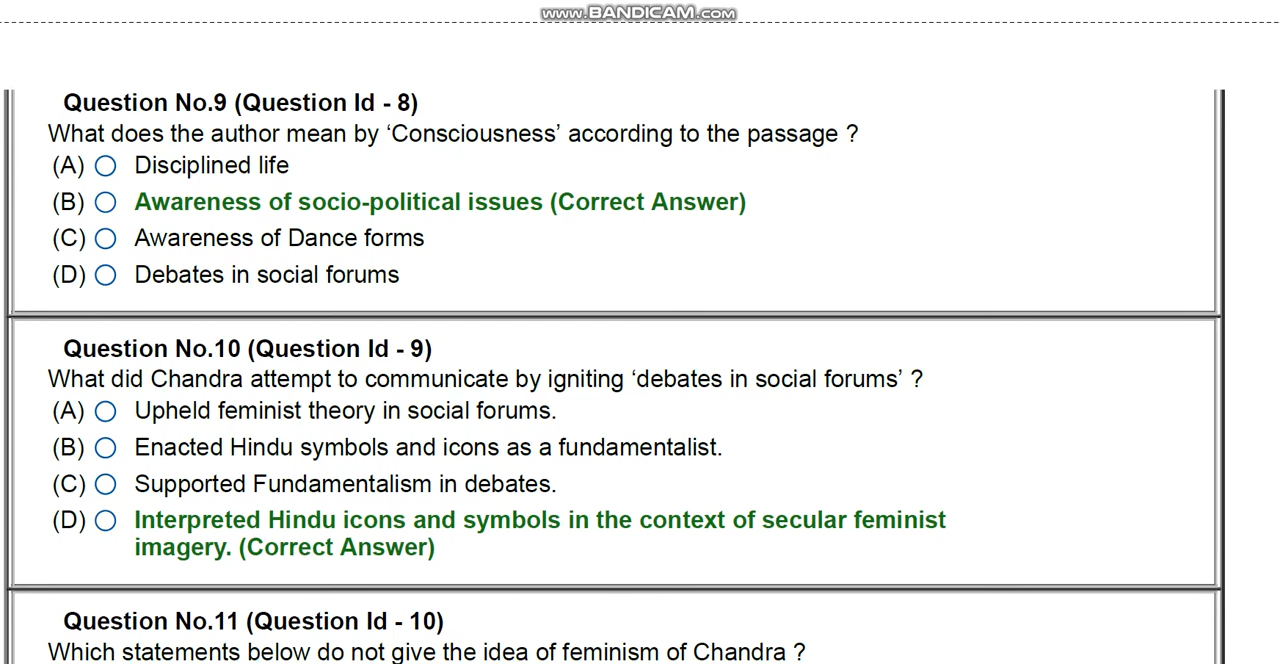 www.BANDICAM.com
Question No.9 (Question Id - 8)
What does the author mean by ‘Consciousness’ according to the passage ?
(A) Disciplined life
(B) Awareness of socio-political issues (Correct Answer)
(C) Awareness of Dance forms
(D) Debates in social forums
Question No.10 (Question Id - 9)
What did Chandra attempt to communicate by igniting ‘debates in social forums’ ?
(A) Upheld feminist theory in social forums.
(B) Enacted Hindu symbols and icons as a fundamentalist.
(C) Supported Fundamentalism in debates.
(D) Interpreted Hindu icons and symbols in the context of secular feminist
imagery. (Correct Answer)
Question No.11 (Question Id - 10)
Which statements below do not give the idea of feminism of Chandra ?